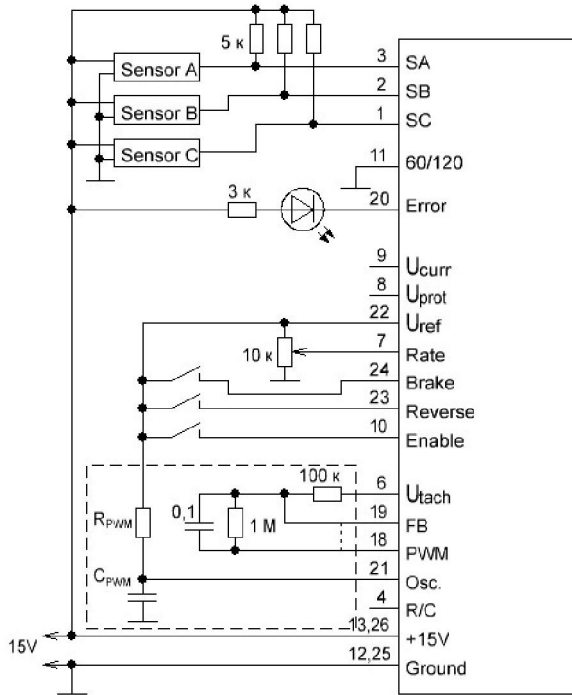 5 к
Sensor A
3
SA
Sensor B
2
SB
Sensor C
1
SC
11
60/120
3 к
20
Error
9
Ucurr
8
Uprot
22
Uref
10 к
7
Rate
24
Brake
23
Reverse
10
Enable
100 к
6
Utach
0,1
1 М
19
FB
RPWM
18
PWM
CPWM
21
Osc.
4
R/C
13,26
15V
+15V
12,25
Ground